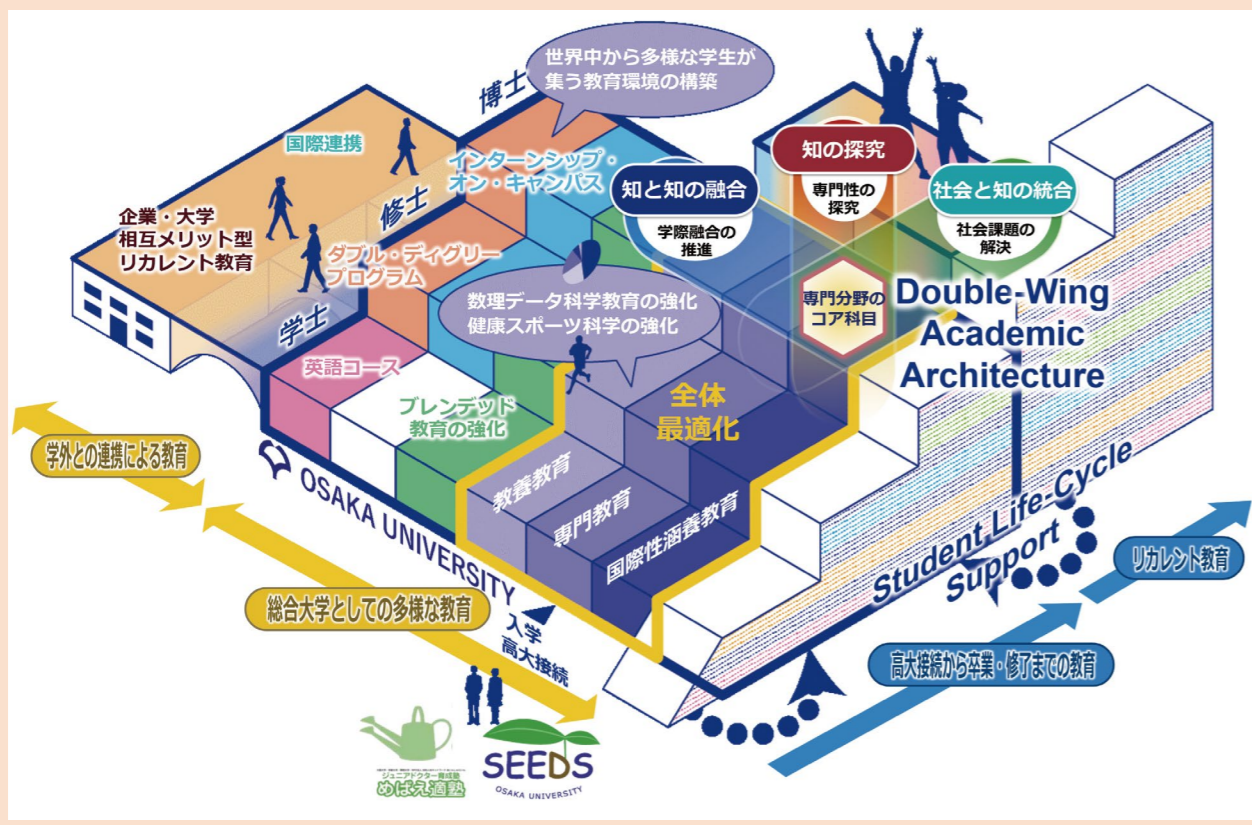 世界中から多様な学生が
集う教育環境の構築
博士
国際連携
インターンシップ・
オン・キャンパス
知の探究
専門性の
探究
知と知の融合
学際融合の
推進
社会と知の統合
社会課題の
解決
企業・大学
相互メリット型
リカレント教育
修士
ダブル・ディグリー
プログラム
数理データ科学教育の強化
健康スポーツ科学の強化
専門分野の
コア科目
Double-Wing
Academic
Architecture
学士
英語コース
ブレンデッド
教育の強化
全体
最適化
学外との連携による教育
OSAKA UNIVERSITY
教養教育
専門教育
国際性涵養教育
Student Life-Cycle
Support
リカレント教育
総合大学としての多様な教育
入学
高大接続
高大接続から卒業・修了までの教育
ジュニアドクター育成塾
めばえ適塾
SEEDS
OSAKA UNIVERSITY